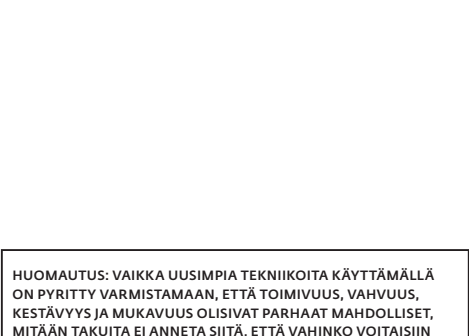 HUOMAUTUS: VAIKKA UUSIMPIA TEKNIIKOITA KÄYTTÄMÄLLÄ
ON PYRITTY VARMISTAMAAN, ETTÄ TOIMIVUUS, VAHVUUS,
KESTÄVYYS JA MUKAVUUS OLISIVAT PARHAAT MAHDOLLISET,
MITÄÄN TAKUITA EI ANNETA SIITÄ, ETTÄ VAHINKO VOITAISIIN